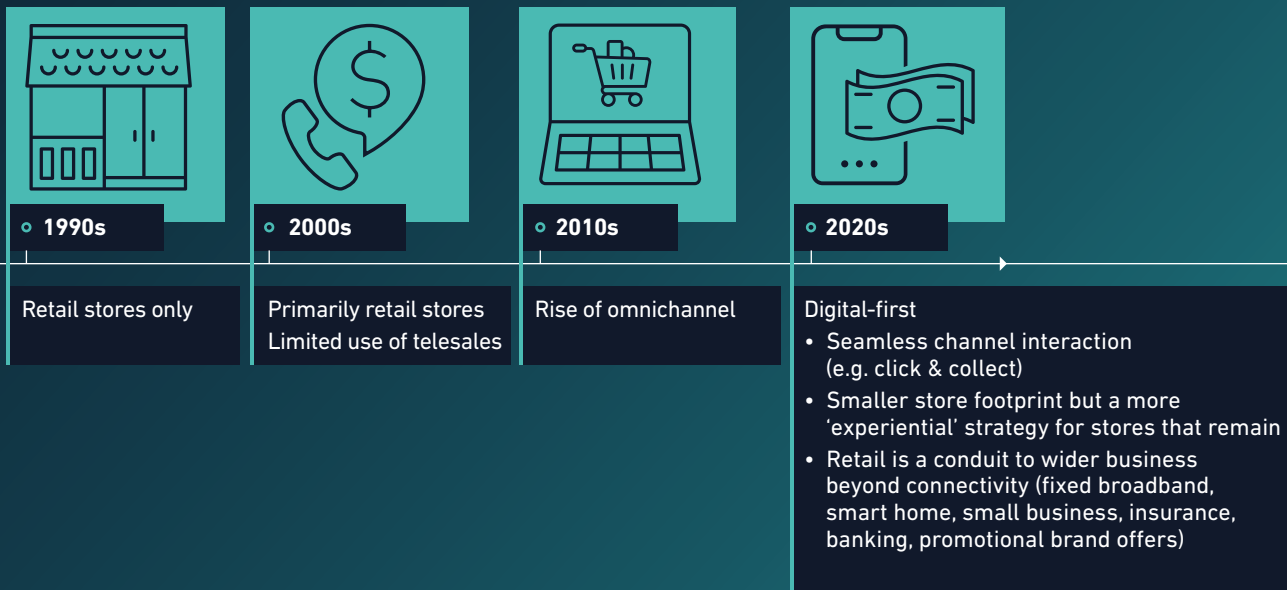 1990s
Retail stores only
2000s
Primarily retail stores
Limited use of telesales
2010s
Rise of omnichannel
2020s
Digital-first
• Seamless channel interaction
(e.g. click & collect)
• Smaller store footprint but a more
‘experiential’ strategy for stores that remain
• Retail is a conduit to wider business
beyond connectivity (fixed broadband,
smart home, small business, insurance,
banking, promotional brand offers)